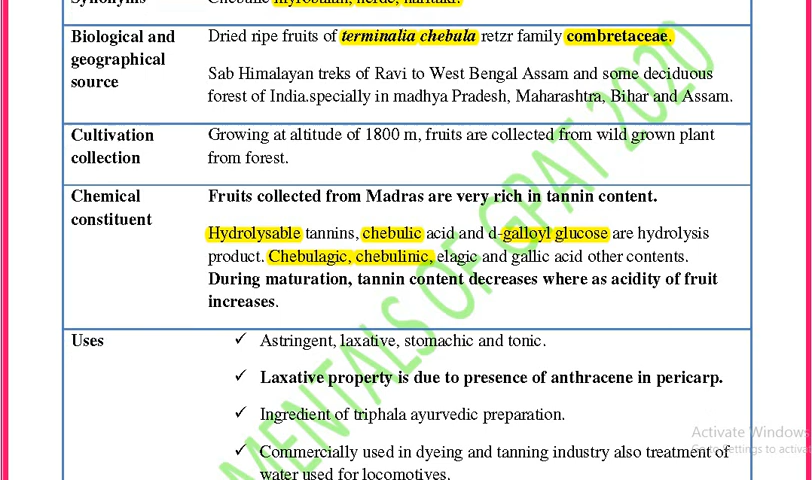 Biological and
geographical
source
Dried ripe fruits of terminalia chebula retzr family combretaceae.
Sab Himalayan treks of Ravi to West Bengal Assam and some deciduous
forest of India.specially in madhya Pradesh, Maharashtra, Bihar and Assam.
Cultivation
collection
Growing at altitude of 1800 m, fruits are collected from wild grown plant
from forest.
Chemical
constituent
Fruits collected from Madras are very rich in tannin content.
Hydrolysable tannins, chebulic acid and d-galloyl glucose are hydrolysis
product. Chebulagic, chebulinic, elagic and gallic acid other contents.
During maturation, tannin content decreases where as acidity of fruit
increases.
Uses
✓ Astringent, laxative, stomachic and tonic.
✓ Laxative property is due to presence of anthracene in pericarp.
✓ Ingredient of triphala ayurvedic preparation.
✓ Commercially used in dyeing and tanning industry also treatment of
water used for locomotives.
MENTALS OF GPAT 2020
Activate Windows
Settings to activa